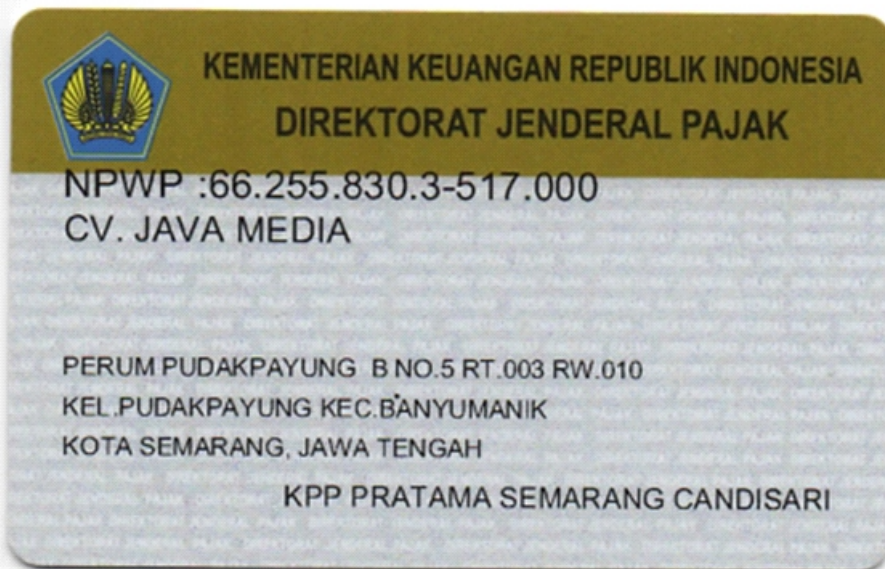 KEMENTERIAN KEUANGAN REPUBLIK INDONESIA
DIREKTORAT JENDERAL PAJAK
NPWP :66.255.830.3-517.000
CV. JAVA MEDIA
PERUM PUDAKPAYUNG B NO.5 RT.003 RW.010
KEL.PUDAKPAYUNG KEC.BANYUMANIK
KOTA SEMARANG, JAWA TENGAH
KPP PRATAMA SEMARANG CANDISARI